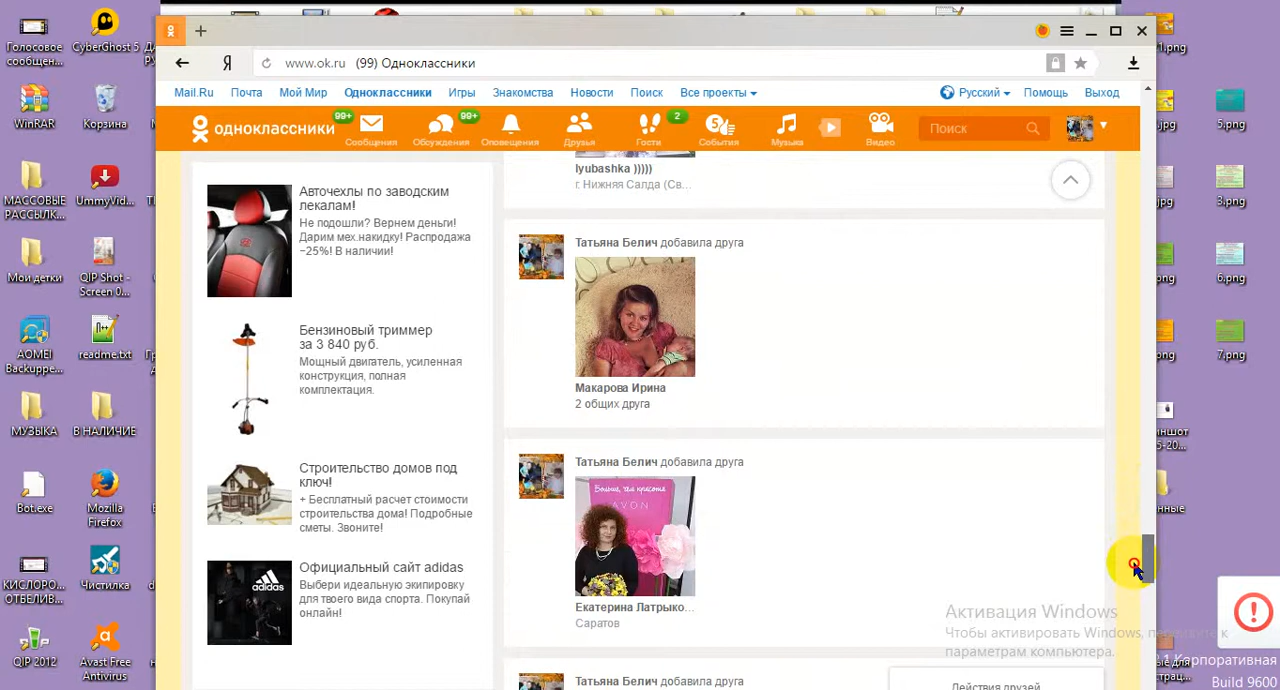 www.ok.ru (99) Одноклассники
Mail.Ru Почта Мой Мир Одноклассники Игры Знакомства Новости Поиск Все проекты Русский Помощь Выход
одноклассники
99+
Сообщения
99+
Обсуждения
Оповещения
Друзья
2
Гости
5
События
Музыка
Видео
Поиск
Авточехлы по заводским
лекалам!
Не подошли? Вернем деньги!
Дарим мех.накидку! Распродажа
−25%! В наличии!
Бензиновый триммер
за 3 840 руб.
Мощный двигатель, усиленная
конструкция, полная
комплектация.
Строительство домов под
ключ!
+ Бесплатный расчет стоимости
строительства дома! Подробные
сметы. Звоните!
adidas
Официальный сайт adidas
Выбери идеальную экипировку
для твоего вида спорта. Покупай
онлайн!
lyubashka )))))
г. Нижняя Салда (Св...
Татьяна Белич добавила друга
Макарова Ирина
2 общих друга
Татьяна Белич добавила друга
AVON
Екатерина Латрыко...
Саратов
Татьяна Белич добавила друга
Действия друзей
Активация Windows
Чтобы активировать Windows, перейдите к
параметрам компьютера.
Корпоративная
Build 9600
Голосовое
сообщен...
CyberGhost 5
WinRAR
Корзина
МАССОВЫЕ
РАССЫЛК...
UmmyVid...
Мои детки
QIP Shot -
Screen 0...
AOMEI
Backuppe...
readme.txt
МУЗЫКА
В НАЛИЧИЕ
Bot.exe
Mozilla
Firefox
КИСЛОРО...
ОТБЕЛИВ...
Чистилка
QIP 2012
Avast Free
Antivirus
5.png
3.png
6.png
7.png